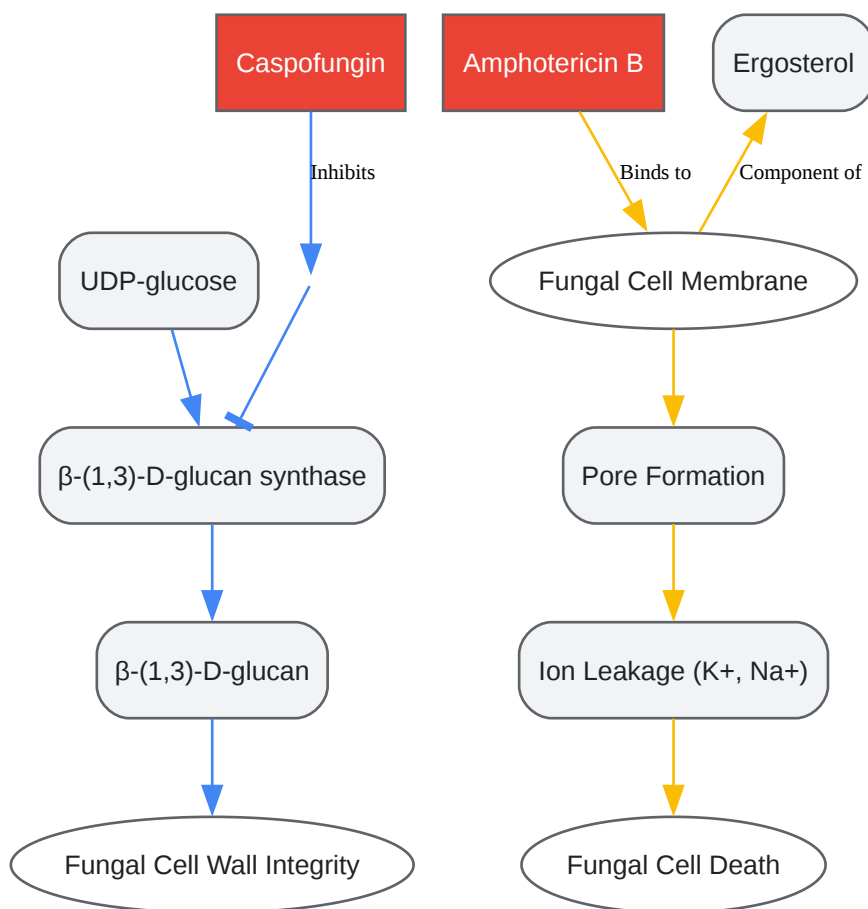 Caspofungin
Amphotericin B
Ergosterol
Inhibits
Binds to
Component of
UDP-glucose
Fungal Cell Membrane
β-(1,3)-D-glucan synthase
Pore Formation
β-(1,3)-D-glucan
Ion Leakage (K+, Na+)
Fungal Cell Wall Integrity
Fungal Cell Death